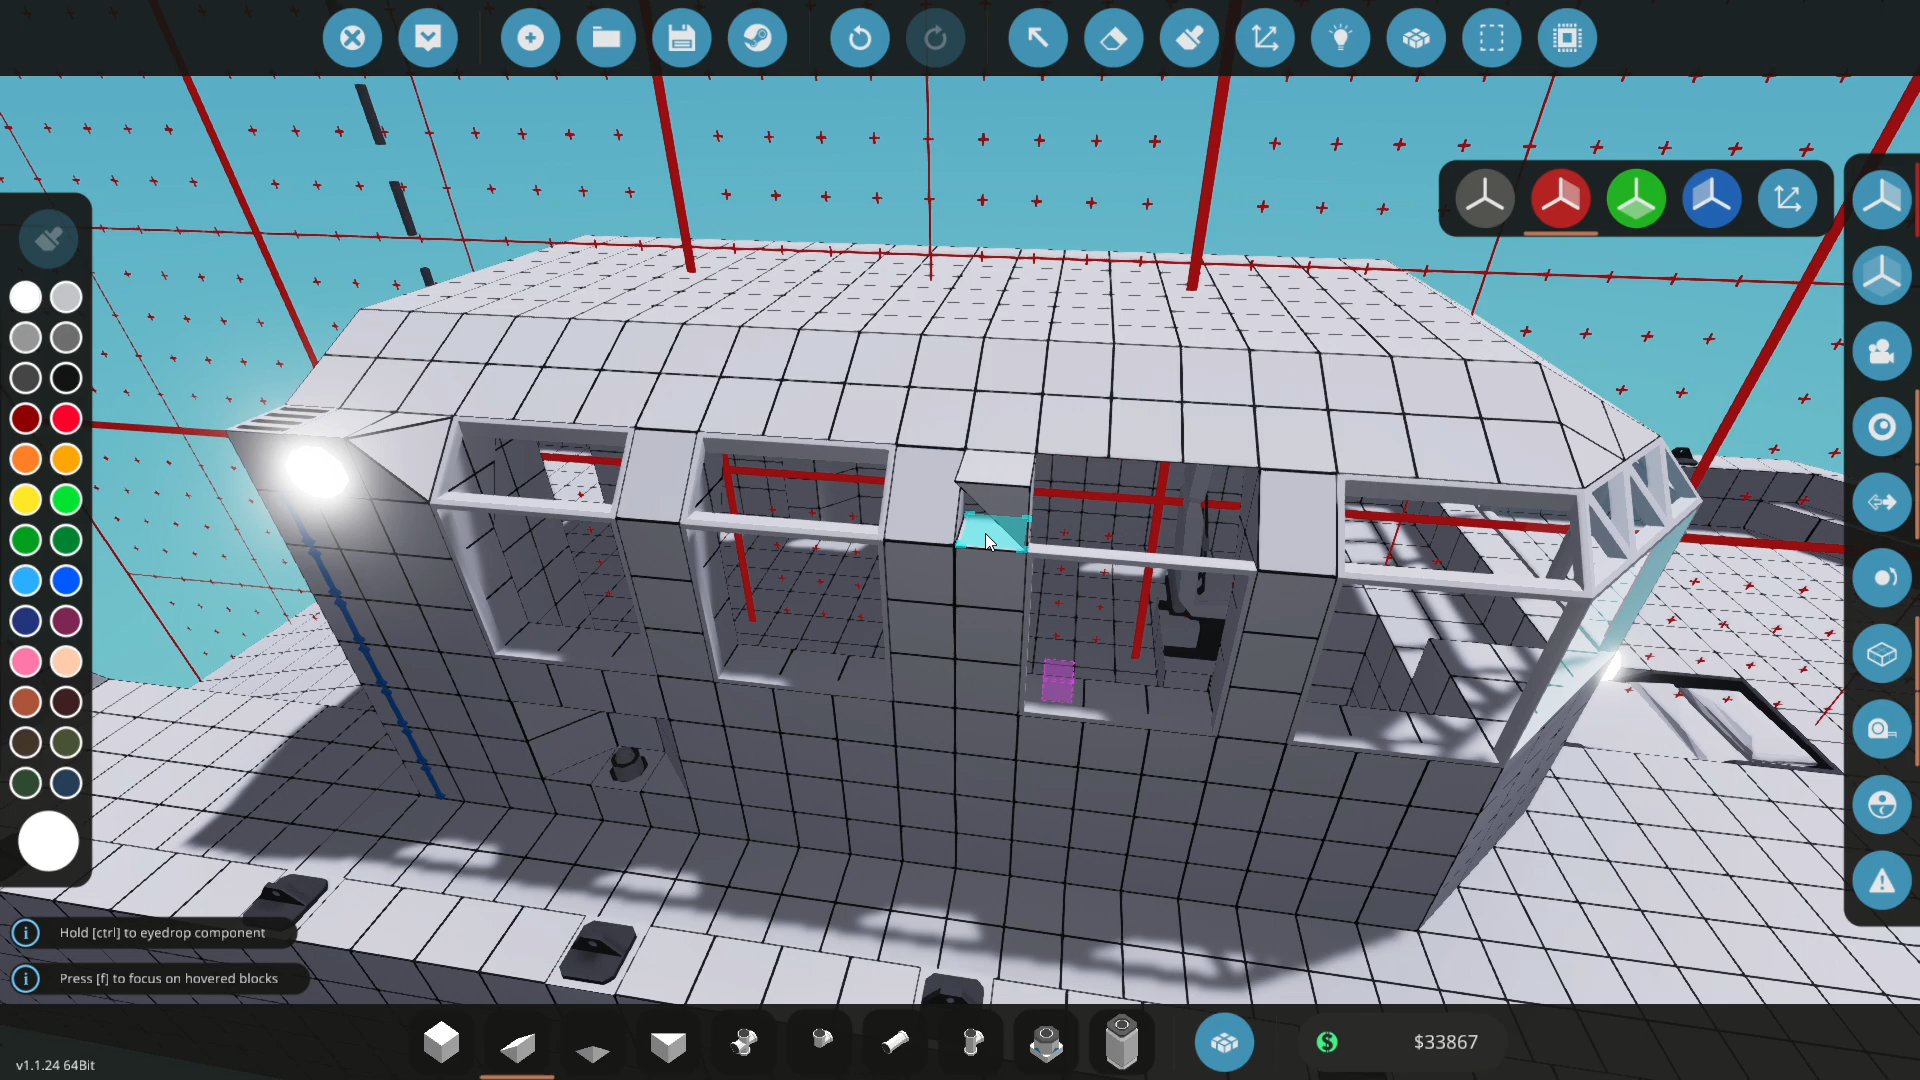 Hold [ctrl] to eyedrop component
Press [f] to focus on hovered blocks
v1.1.24 64Bit
$
$33867